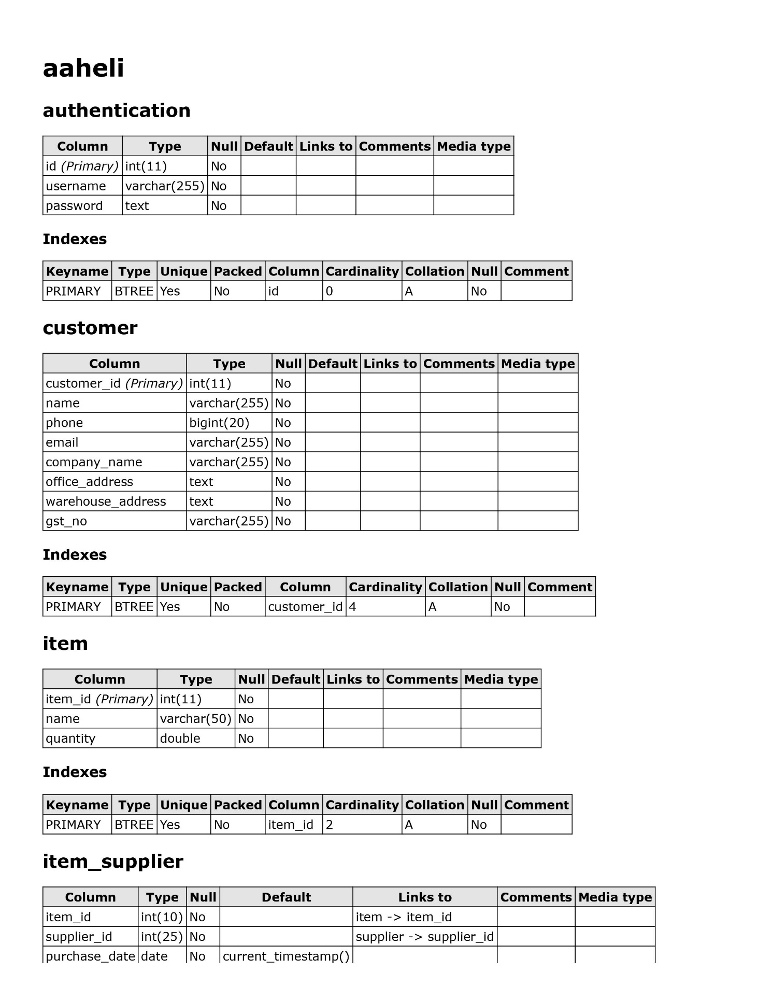 aaheli
authentication
Column Type Null Default Links to Comments Media type
id (Primary) int(11) No
username varchar(255) No
password text No
Indexes
Keyname Type Unique Packed Column Cardinality Collation Null Comment
PRIMARY BTREE Yes No id 0 A No
customer
Column Type Null Default Links to Comments Media type
customer_id (Primary) int(11) No
name varchar(255) No
phone bigint(20) No
email varchar(255) No
company_name varchar(255) No
office_address text No
warehouse_address text No
gst_no varchar(255) No
Indexes
Keyname Type Unique Packed Column Cardinality Collation Null Comment
PRIMARY BTREE Yes No customer_id 4 A No
item
Column Type Null Default Links to Comments Media type
item_id (Primary) int(11) No
name varchar(50) No
quantity double No
Indexes
Keyname Type Unique Packed Column Cardinality Collation Null Comment
PRIMARY BTREE Yes No item_id 2 A No
item_supplier
Column Type Null Default Links to Comments Media type
item_id int(10) No item -> item_id
supplier_id int(25) No supplier -> supplier_id
purchase_date date No current_timestamp()